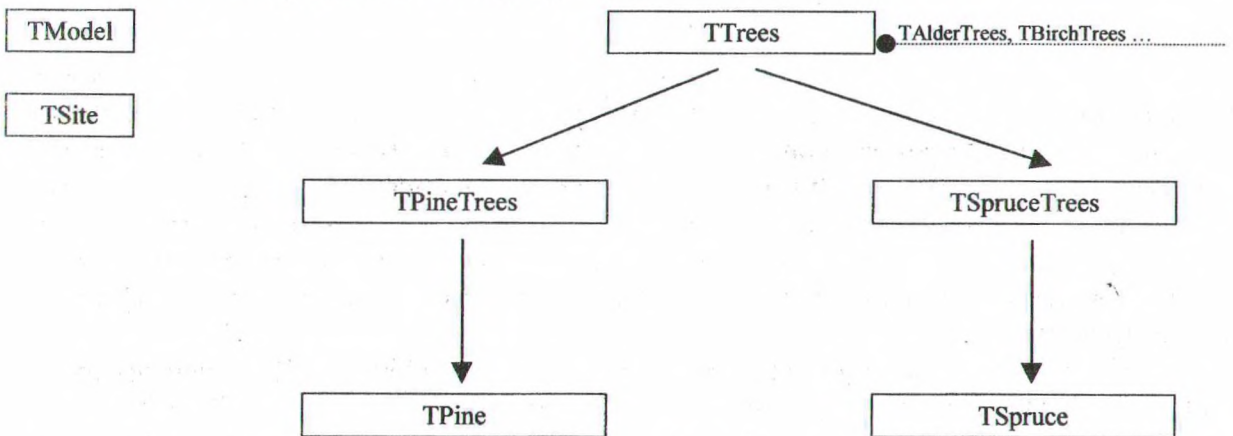 TModel
TTrees
TAlderTrees, TBirchTrees ...
TSite
TPineTrees
TSpruceTrees
TPine
TSpruce